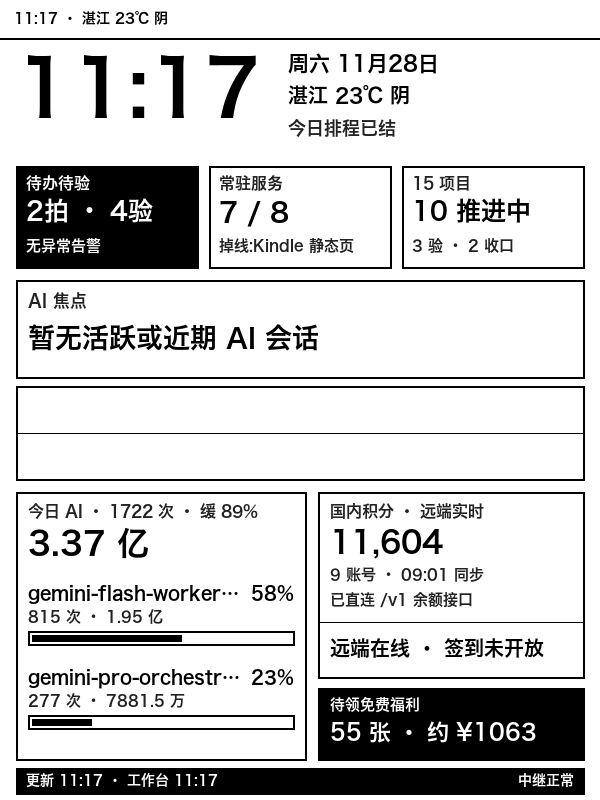 11:17 · 湛江 23℃ 阴
11:17
周六 11月28日
湛江 23℃ 阴
今日排程已结
待办待验
2拍 · 4验
无异常告警
常驻服务
7 / 8
掉线:Kindle 静态页
15 项目
10 推进中
3 验 · 2 收口
AI 焦点
暂无活跃或近期 AI 会话
今日 AI · 1722 次 · 缓 89%
3.37 亿
gemini-flash-worker… 58%
815 次 · 1.95 亿
gemini-pro-orchestr… 23%
277 次 · 7881.5 万
国内积分 · 远端实时
11,604
9 账号 · 09:01 同步
已直连 /v1 余额接口
远端在线 · 签到未开放
待领免费福利
55 张 · 约 ¥1063
更新 11:17 · 工作台 11:17
中继正常